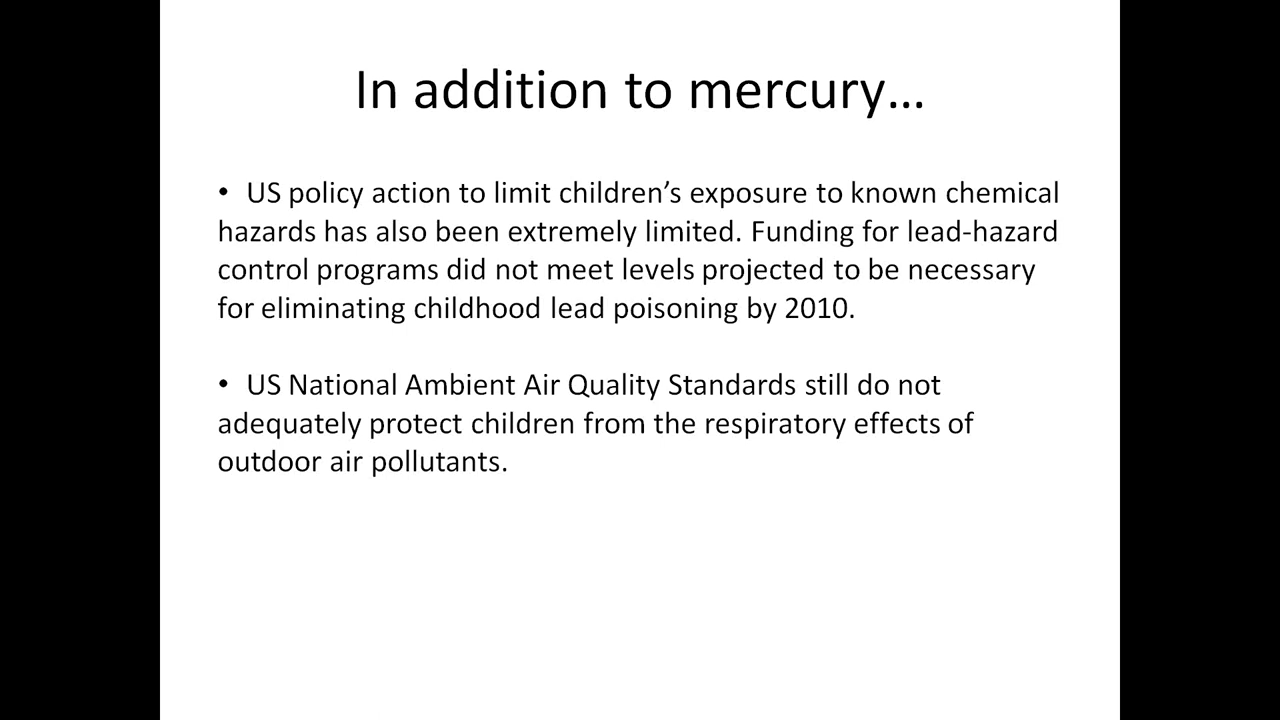 In addition to mercury…
• US policy action to limit children’s exposure to known chemical
hazards has also been extremely limited. Funding for lead-hazard
control programs did not meet levels projected to be necessary
for eliminating childhood lead poisoning by 2010.
• US National Ambient Air Quality Standards still do not
adequately protect children from the respiratory effects of
outdoor air pollutants.